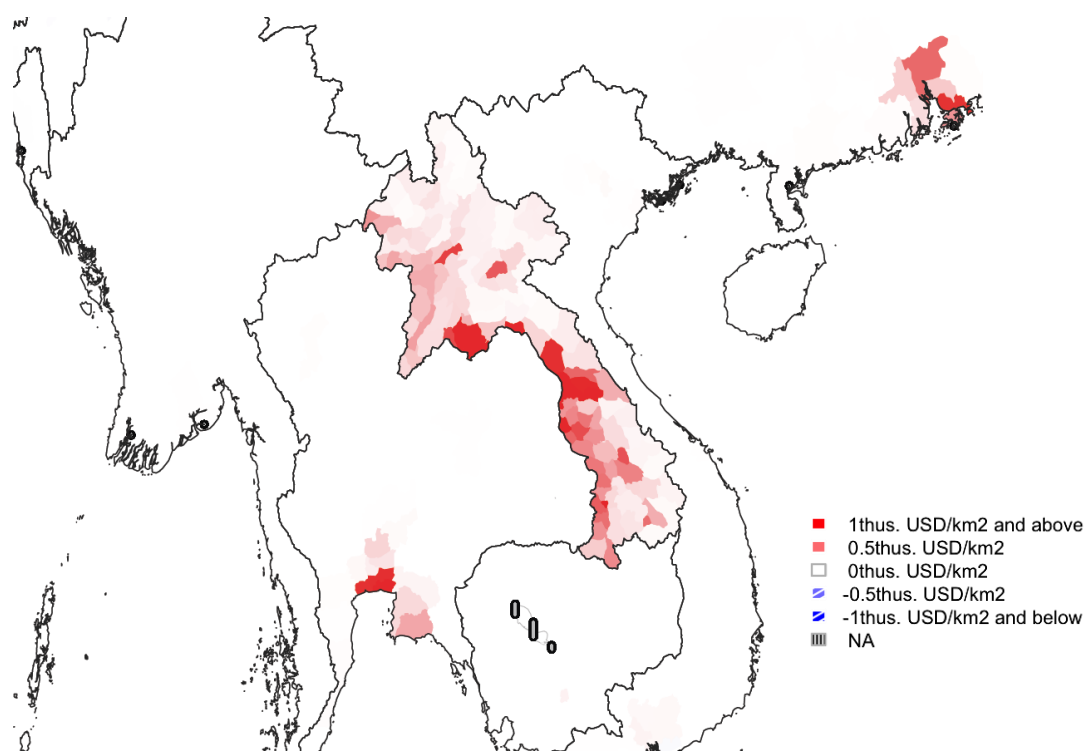 1thus. USD/km2 and above
0.5thus. USD/km2
0thus. USD/km2
-0.5thus. USD/km2
-1thus. USD/km2 and below
NA